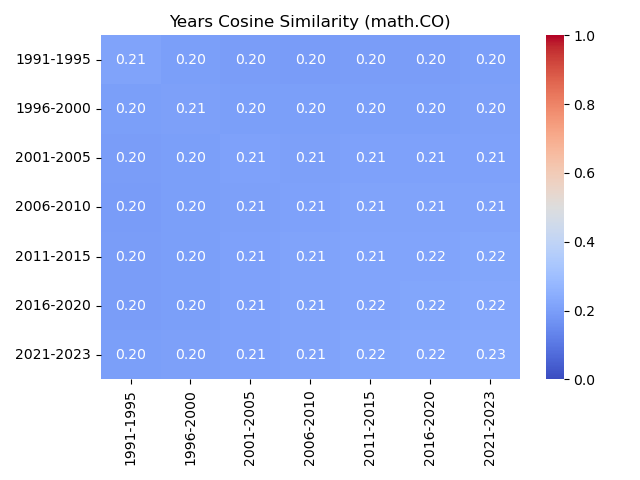 Years Cosine Similarity (math.CO)
1991-1995 0.21 0.20 0.20 0.20 0.20 0.20 0.20
1996-2000 0.20 0.21 0.20 0.20 0.20 0.20 0.20
2001-2005 0.20 0.20 0.21 0.21 0.21 0.21 0.21
2006-2010 0.20 0.20 0.21 0.21 0.21 0.21 0.21
2011-2015 0.20 0.20 0.21 0.21 0.21 0.22 0.22
2016-2020 0.20 0.20 0.21 0.21 0.22 0.22 0.22
2021-2023 0.20 0.20 0.21 0.21 0.22 0.22 0.23
1991-1995 1996-2000 2001-2005 2006-2010 2011-2015 2016-2020 2021-2023
1.0
0.8
0.6
0.4
0.2
0.0